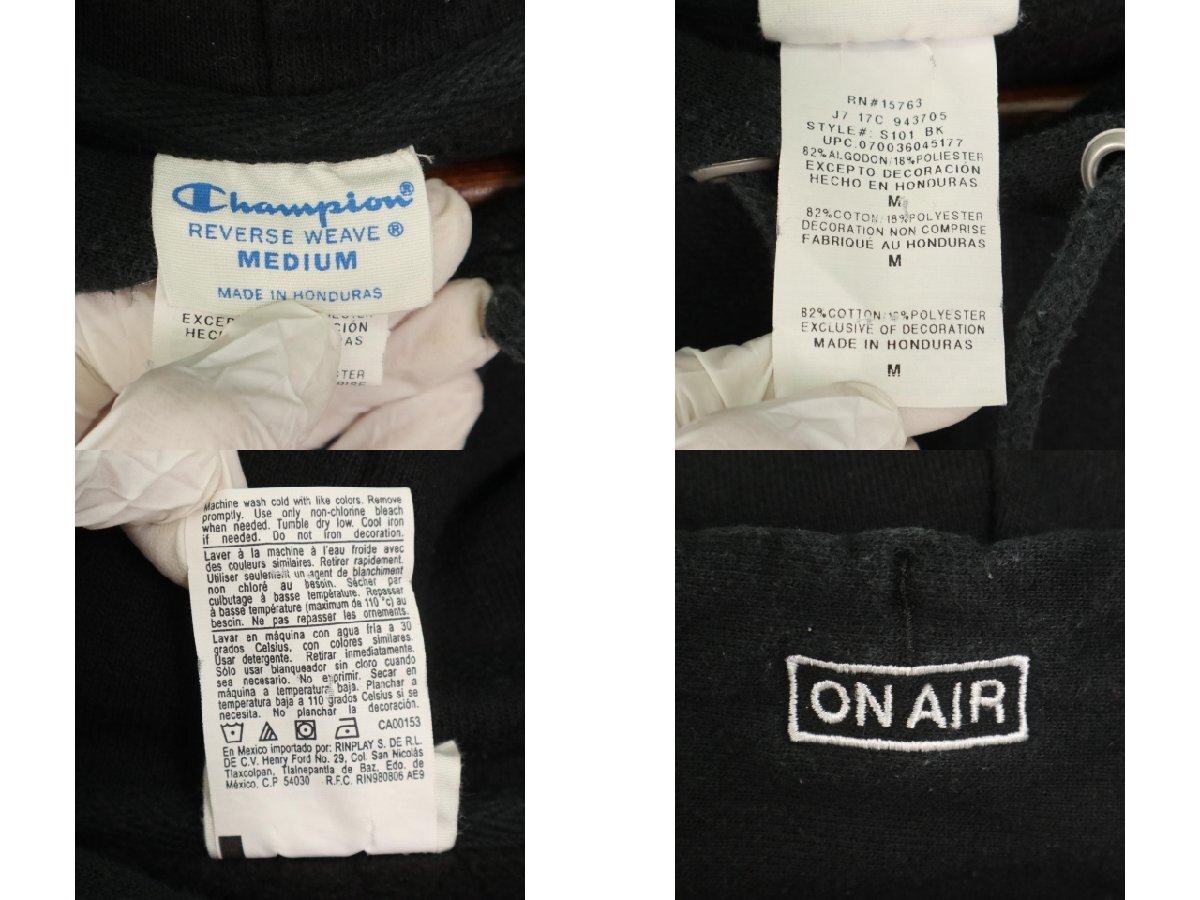 Champion®
REVERSE WEAVE®
MEDIUM
MADE IN HONDURAS
EXCE
CIÓN
HEC
RAS
RN#15763
J7 17C 943705
STYLE#: S101 BK
UPC.070036045177
82%ALGODON/18%POLIESTER
EXCEPTO DECORACIÓN
HECHO EN HONDURAS
M
82%COTON/18%POLYESTER
DECORATION NON COMPRISE
FABRIQUÉ AU HONDURAS
M
82%COTTON/18%POLYESTER
EXCLUSIVE OF DECORATION
MADE IN HONDURAS
M
Machine wash cold with like colors. Remove
promptly. Use only non-chlorine bleach
when needed. Tumble dry low. Cool iron
if needed. Do not iron decoration.
Laver à la machine à l'eau froide avec
des couleurs similaires. Retirer rapidement.
Utiliser seulement un agent de blanchiment
non chloré au besoin. Sécher par
culbutage à basse température. Repasser
à basse température (maximum de 110 °c) au
besoin. Ne pas repasser les ornements.
Lavar en máquina con agua fría a 30
grados Celsius, con colores similares.
Usar detergente. Retirar inmediatamente.
Sólo usar blanqueador sin cloro cuando
sea necesario. No exprimir. Secar en
máquina a temperatura baja. Planchar a
temperatura baja a 110 grados Celsius si se
necesita. No planchar la decoración.
CA00153
En Mexico importado por: RINPLAY S. DE R.L.
DE C.V. Henry Ford No. 29, Col. San Nicolás
Tlaxcolpan, Tlalnepantla de Baz, Edo. de
México, C.P 54030 R.F.C. RIN980806 AE9
ON AIR